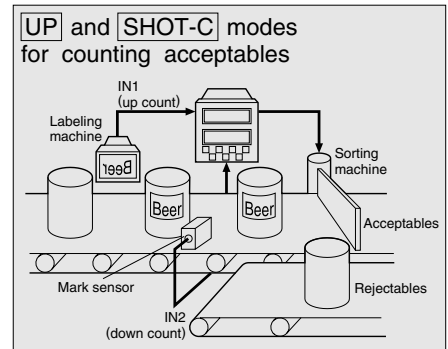 UP and SHOT-C modes
for counting acceptables
IN1
(up count)
Labeling
machine
Beer
Sorting
machine
Beer
Beer
Acceptables
Mark sensor
Rejectables
IN2
(down count)